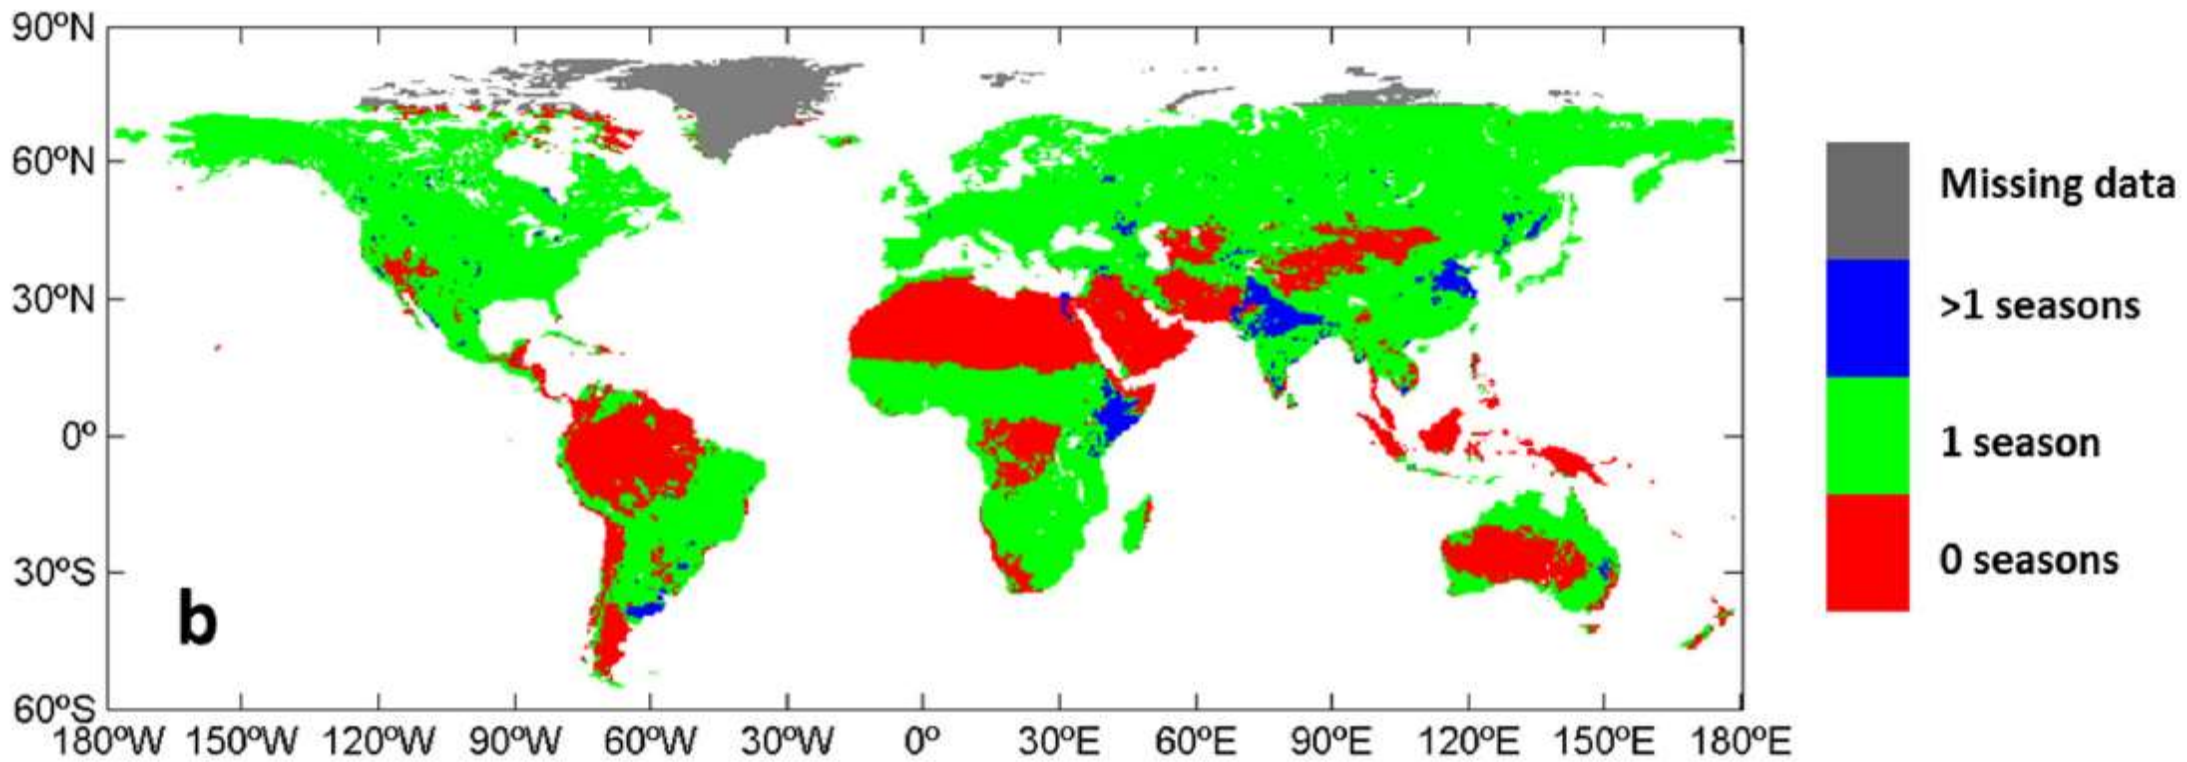 90ºN
60ºN
30ºN
0º
30ºS
60ºS
180ºW 150ºW 120ºW 90ºW 60ºW 30ºW 0º 30ºE 60ºE 90ºE 120ºE 150ºE 180ºE
b
Missing data
>1 seasons
1 season
0 seasons